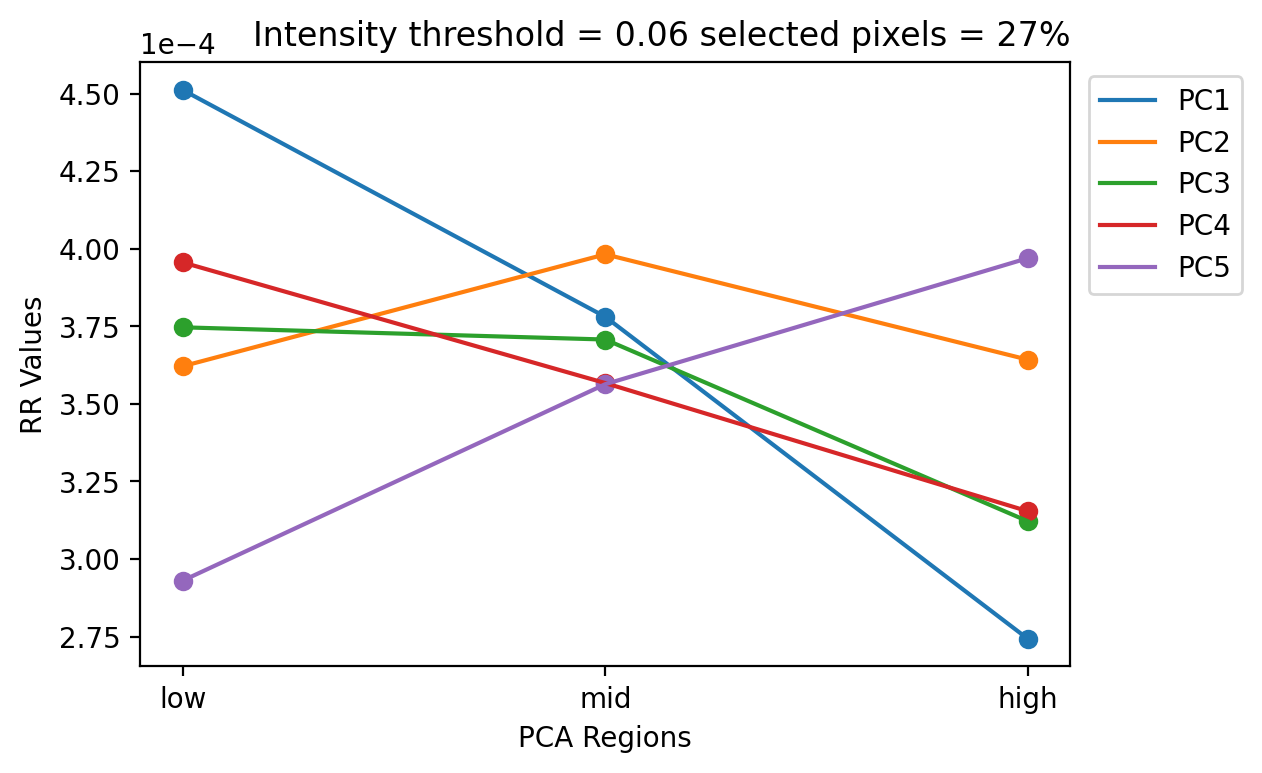 Intensity threshold = 0.06 selected pixels = 27%
1e−4
4.50
4.25
4.00
3.75
3.50
3.25
3.00
2.75
RR Values
low
mid
high
PCA Regions
PC1
PC2
PC3
PC4
PC5